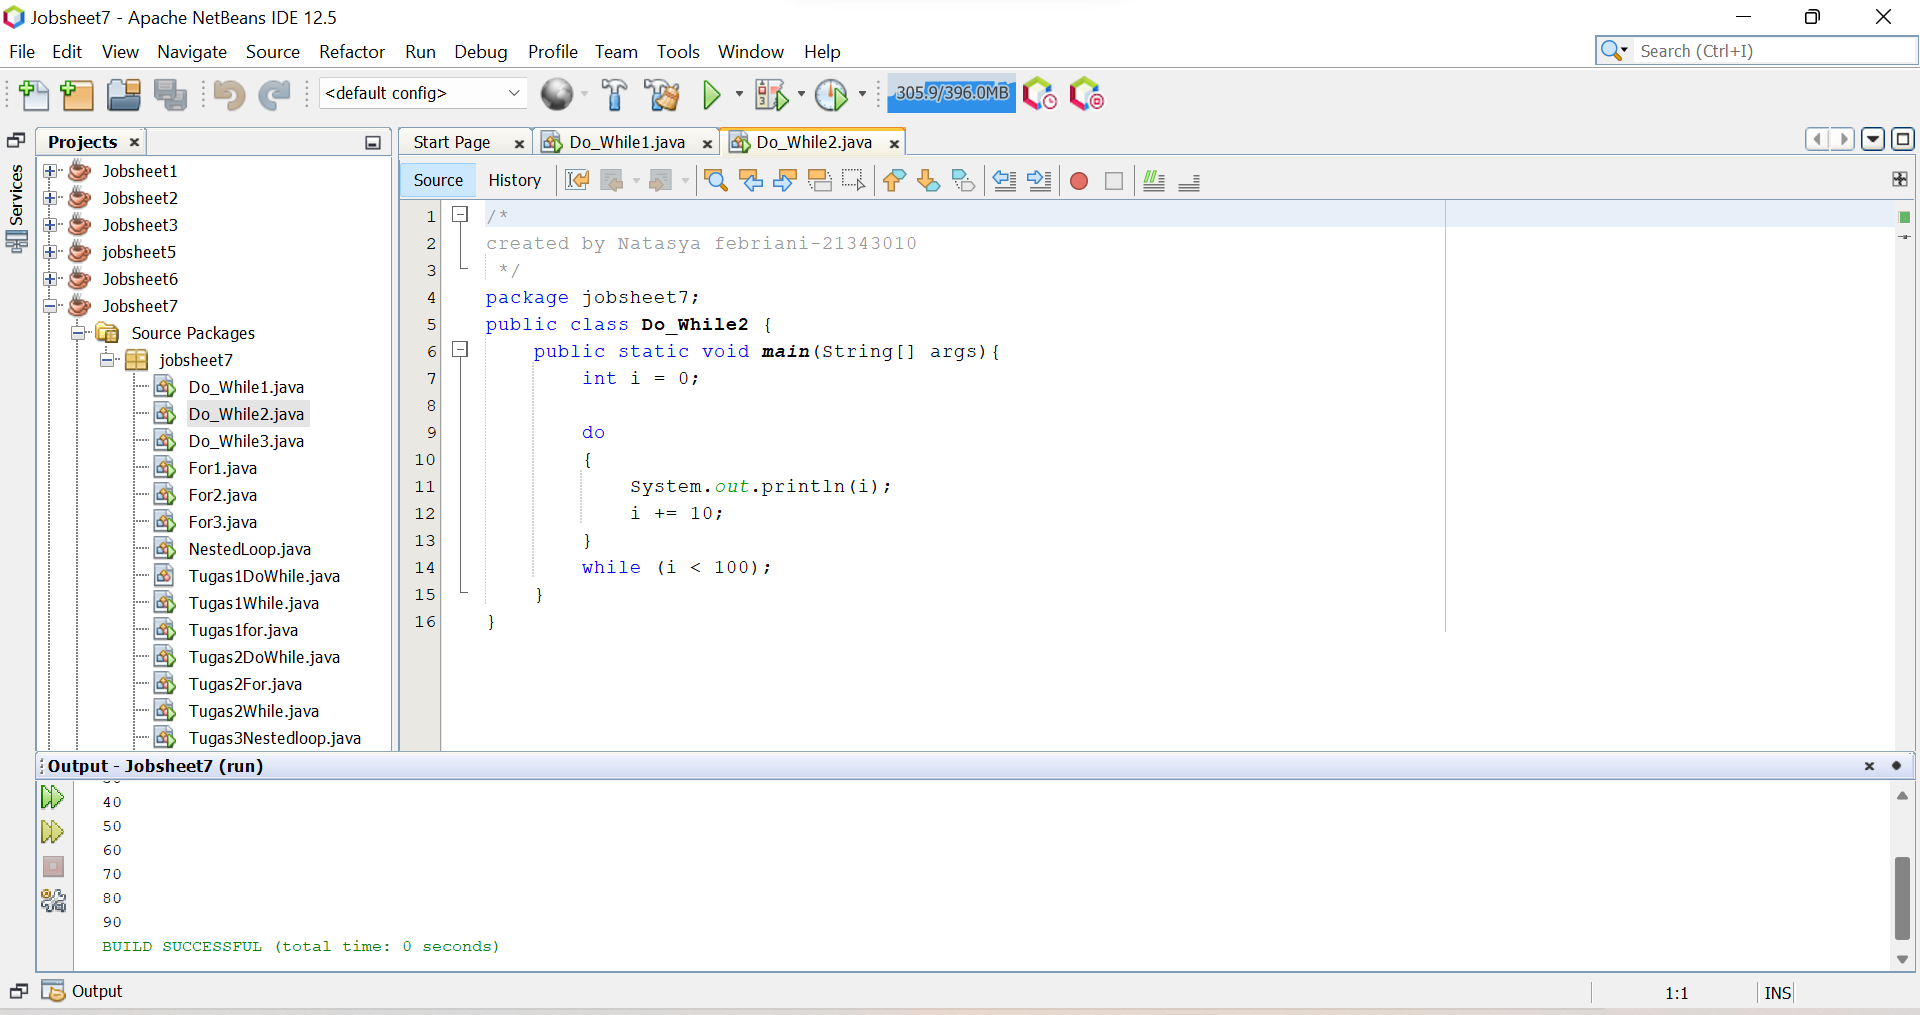 Jobsheet7 - Apache NetBeans IDE 12.5
File Edit View Navigate Source Refactor Run Debug Profile Team Tools Window Help
Search (Ctrl+I)
<default config>
305.9/396.0MB
Services
Projects
Jobsheet1
Jobsheet2
Jobsheet3
jobsheet5
Jobsheet6
Jobsheet7
Source Packages
jobsheet7
Do_While1.java
Do_While2.java
Do_While3.java
For1.java
For2.java
For3.java
NestedLoop.java
Tugas1DoWhile.java
Tugas1While.java
Tugas1for.java
Tugas2DoWhile.java
Tugas2For.java
Tugas2While.java
Tugas3Nestedloop.java
Start Page Do_While1.java Do_While2.java
Source History
1 /*
2 created by Natasya febriani-21343010
3 */
4 package jobsheet7;
5 public class Do_While2 {
6 public static void main(String[] args){
7 int i = 0;
8
9 do
10 {
11 System.out.println(i);
12 i += 10;
13 }
14 while (i < 100);
15 }
16 }
Output - Jobsheet7 (run)
40
50
60
70
80
90
BUILD SUCCESSFUL (total time: 0 seconds)
Output
1:1 INS